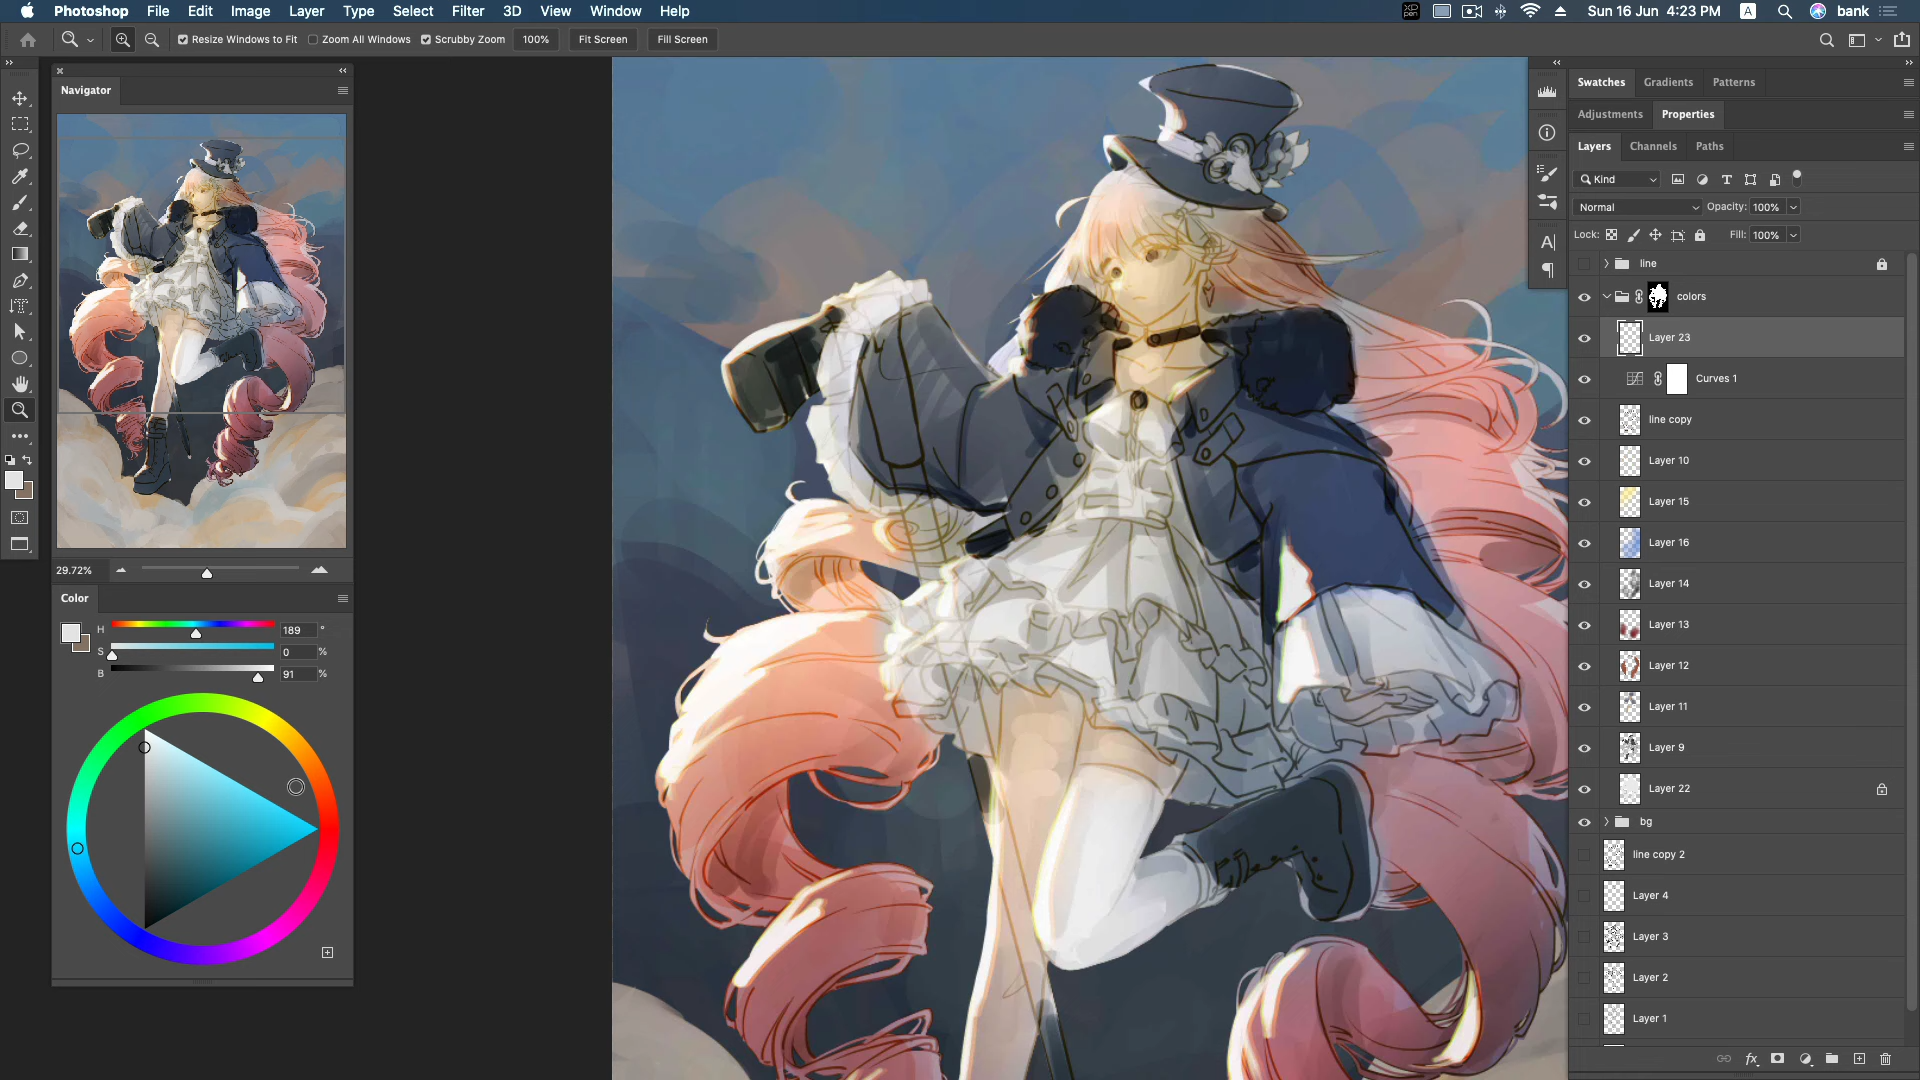 Photoshop File Edit Image Layer Type Select Filter 3D View Window Help
XP pen Sun 16 Jun 4:23 PM A bank
Resize Windows to Fit Zoom All Windows Scrubby Zoom 100% Fit Screen Fill Screen
Navigator
29.72%
Color
H 189 °
S 0 %
B 91 %
Swatches Gradients Patterns
Adjustments Properties
Layers Channels Paths
Kind
Normal Opacity: 100%
Lock: Fill: 100%
line
colors
Layer 23
Curves 1
line copy
Layer 10
Layer 15
Layer 16
Layer 14
Layer 13
Layer 12
Layer 11
Layer 9
Layer 22
bg
line copy 2
Layer 4
Layer 3
Layer 2
Layer 1
fx